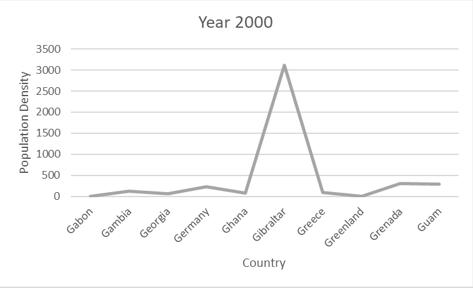 Year 2000
3500
3000
2500
2000
1500
1000
500
0
Population Density
Gabon
Gambia
Georgia
Germany
Ghana
Gibraltar
Greece
Greenland
Grenada
Guam
Country